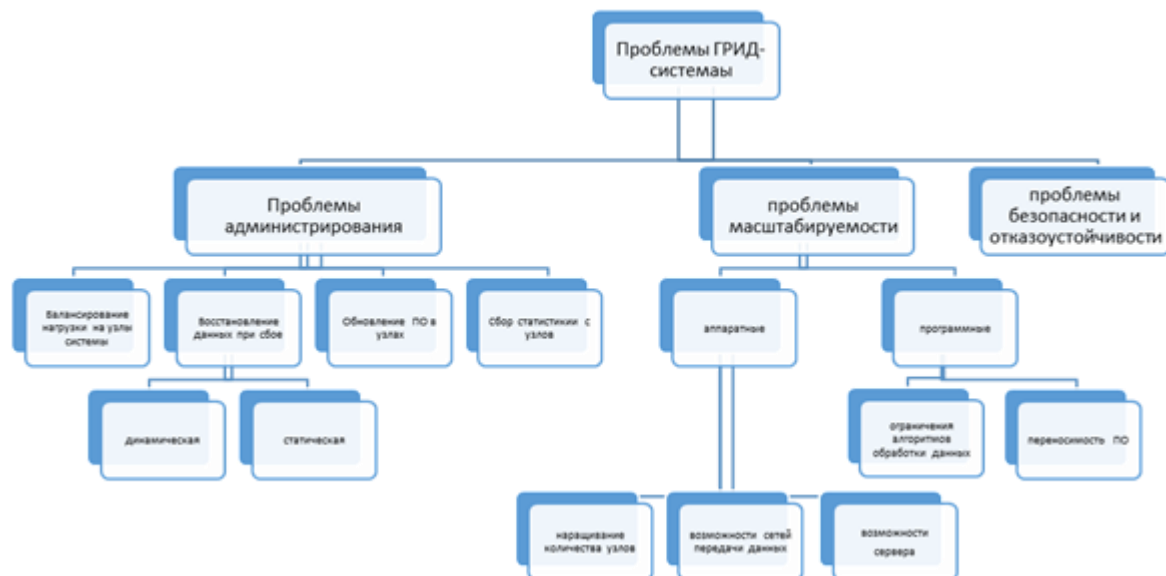 Проблемы ГРИД-
системаы
Проблемы
администрирования
проблемы
масштабируемости
проблемы
безопасности и
отказоустойчивости
Балансирование
нагрузки на узлы
системы
Восстановление
данных при сбое
Обновление ПО в
узлах
Сбор статистикии с
узлов
аппаратные
программные
динамическая
статическая
ограничения
алгоритмов
обработки данных
переносимость ПО
наращивание
количества узлов
возможности сетей
передачи данных
возможности
сервера